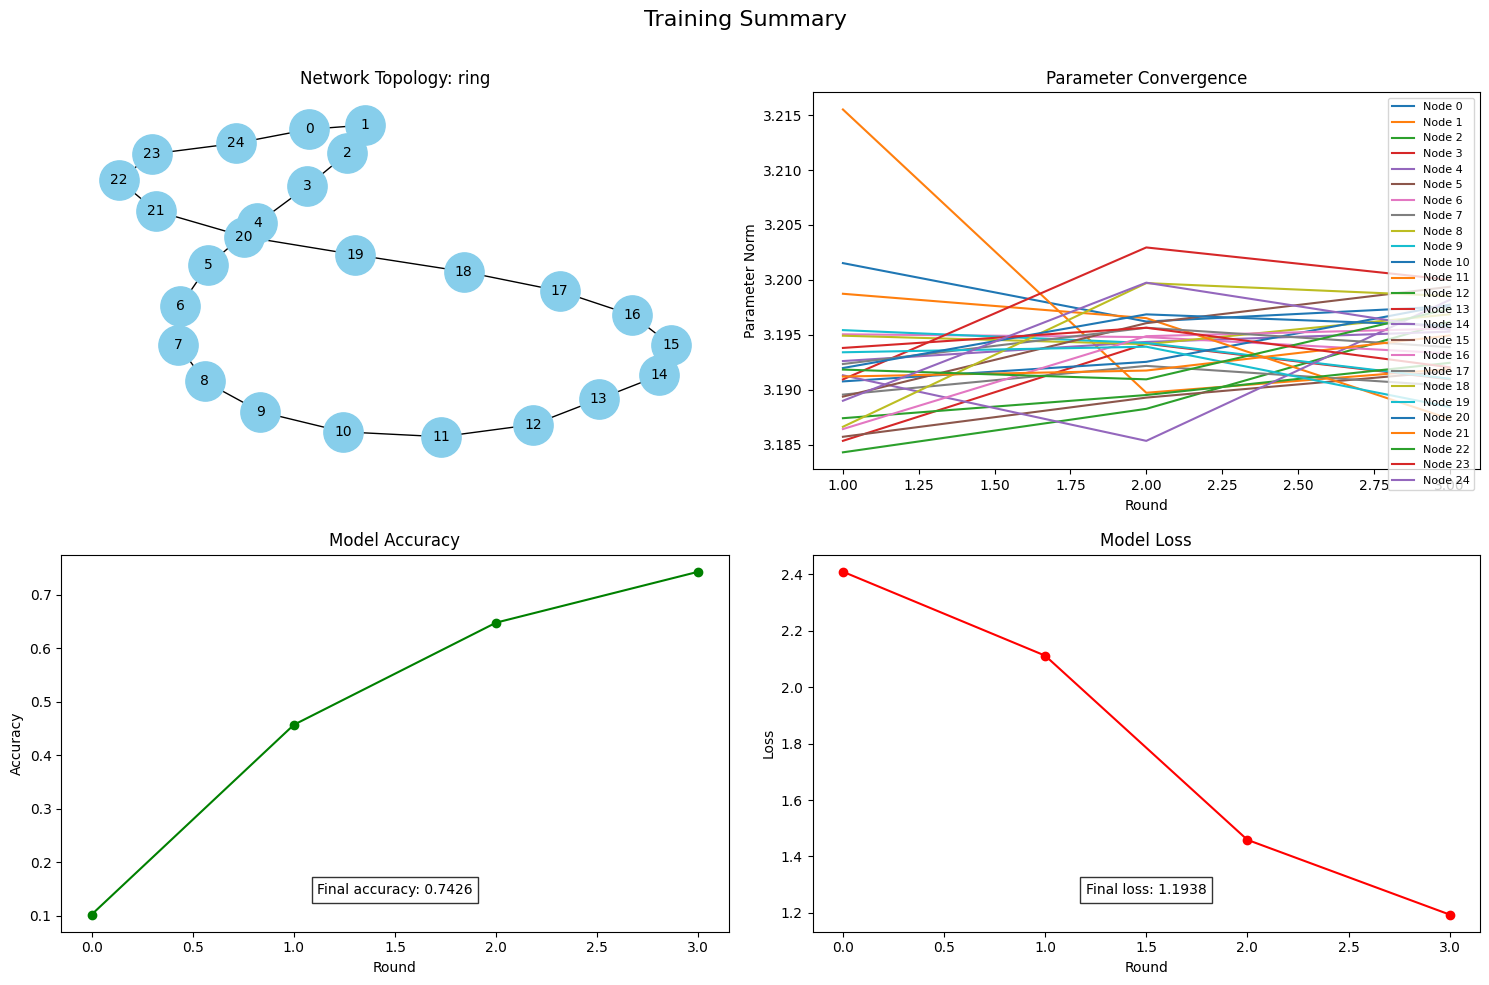 Training Summary
Network Topology: ring
0
1
2
3
4
5
6
7
8
9
10
11
12
13
14
15
16
17
18
19
20
21
22
23
24
Parameter Convergence
Parameter Norm
3.215
3.210
3.205
3.200
3.195
3.190
3.185
1.00 1.25 1.50 1.75 2.00 2.25 2.50 2.75 3.00
Round
Node 0
Node 1
Node 2
Node 3
Node 4
Node 5
Node 6
Node 7
Node 8
Node 9
Node 10
Node 11
Node 12
Node 13
Node 14
Node 15
Node 16
Node 17
Node 18
Node 19
Node 20
Node 21
Node 22
Node 23
Node 24
Model Accuracy
Accuracy
0.7
0.6
0.5
0.4
0.3
0.2
0.1
Final accuracy: 0.7426
0.0 0.5 1.0 1.5 2.0 2.5 3.0
Round
Model Loss
Loss
2.4
2.2
2.0
1.8
1.6
1.4
1.2
Final loss: 1.1938
0.0 0.5 1.0 1.5 2.0 2.5 3.0
Round